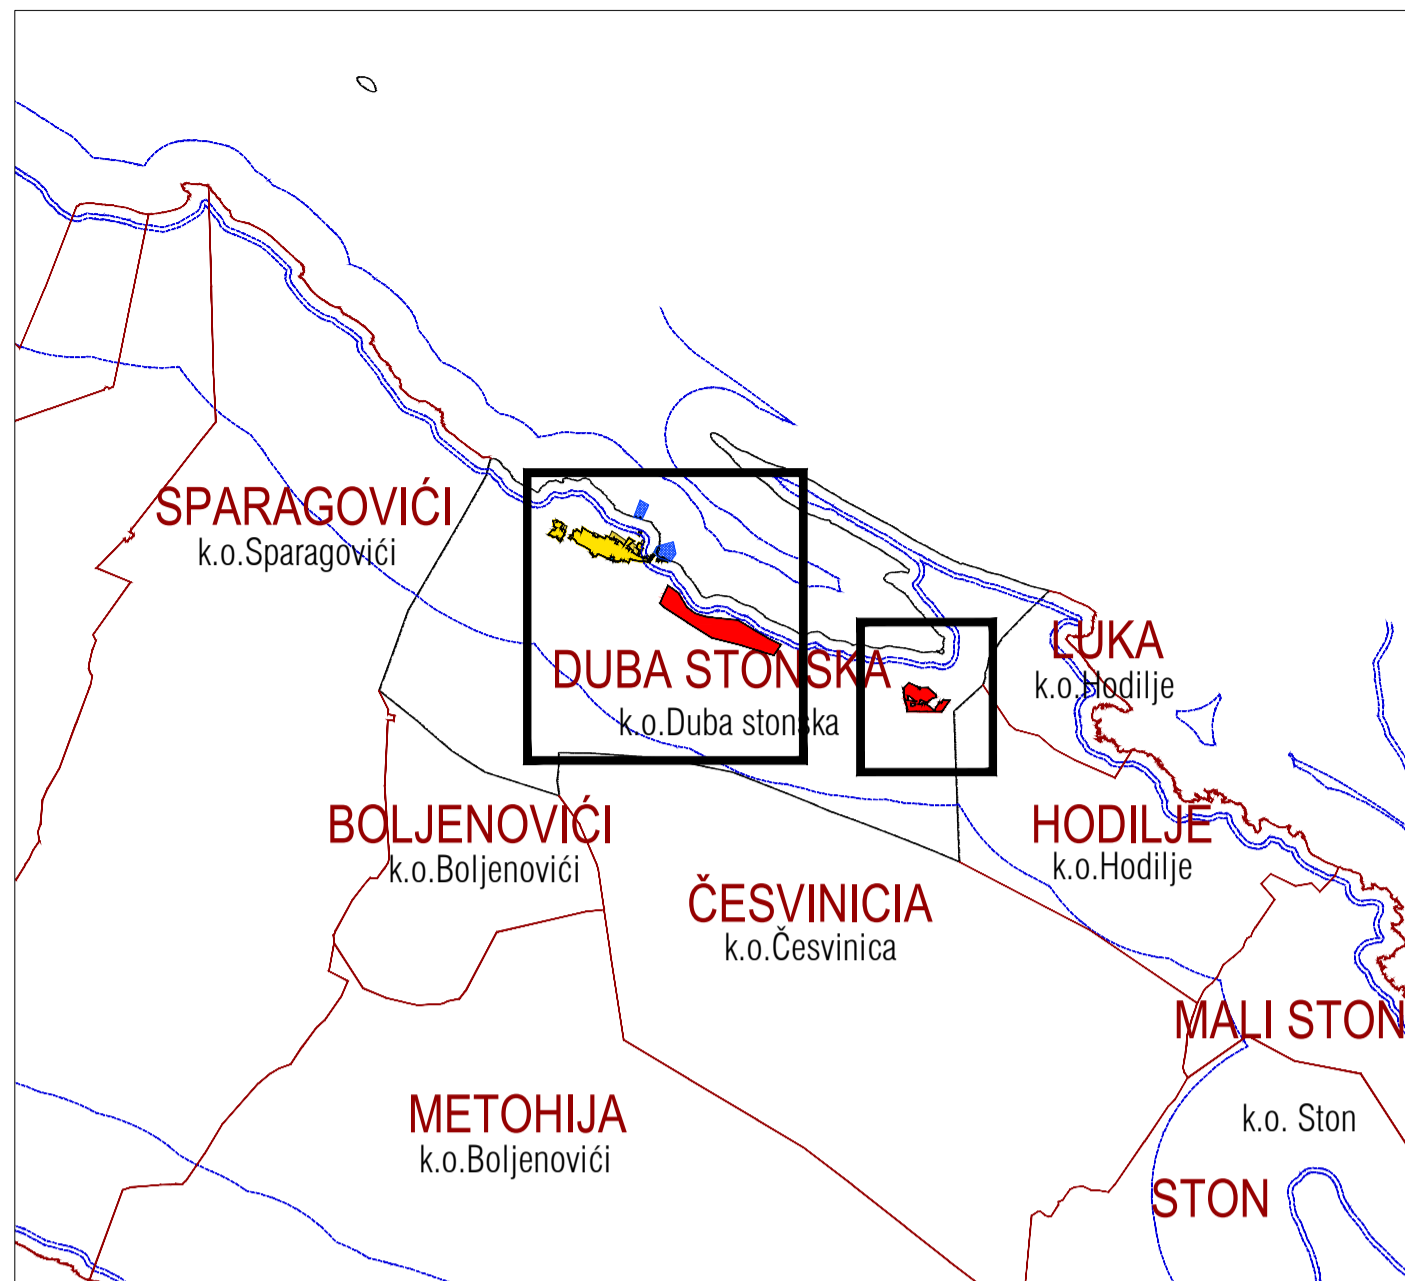 SPARAGOVIĆI
k.o.Sparagovići
DUBA STONSKA
k.o.Duba stonska
LUKA
k.o.Hodilje
BOLJENOVIĆI
k.o.Boljenovići
HODILJE
k.o.Hodilje
ČESVINICIA
k.o.Česvinica
MALI STON
METOHIJA
k.o.Boljenovići
k.o. Ston
STON